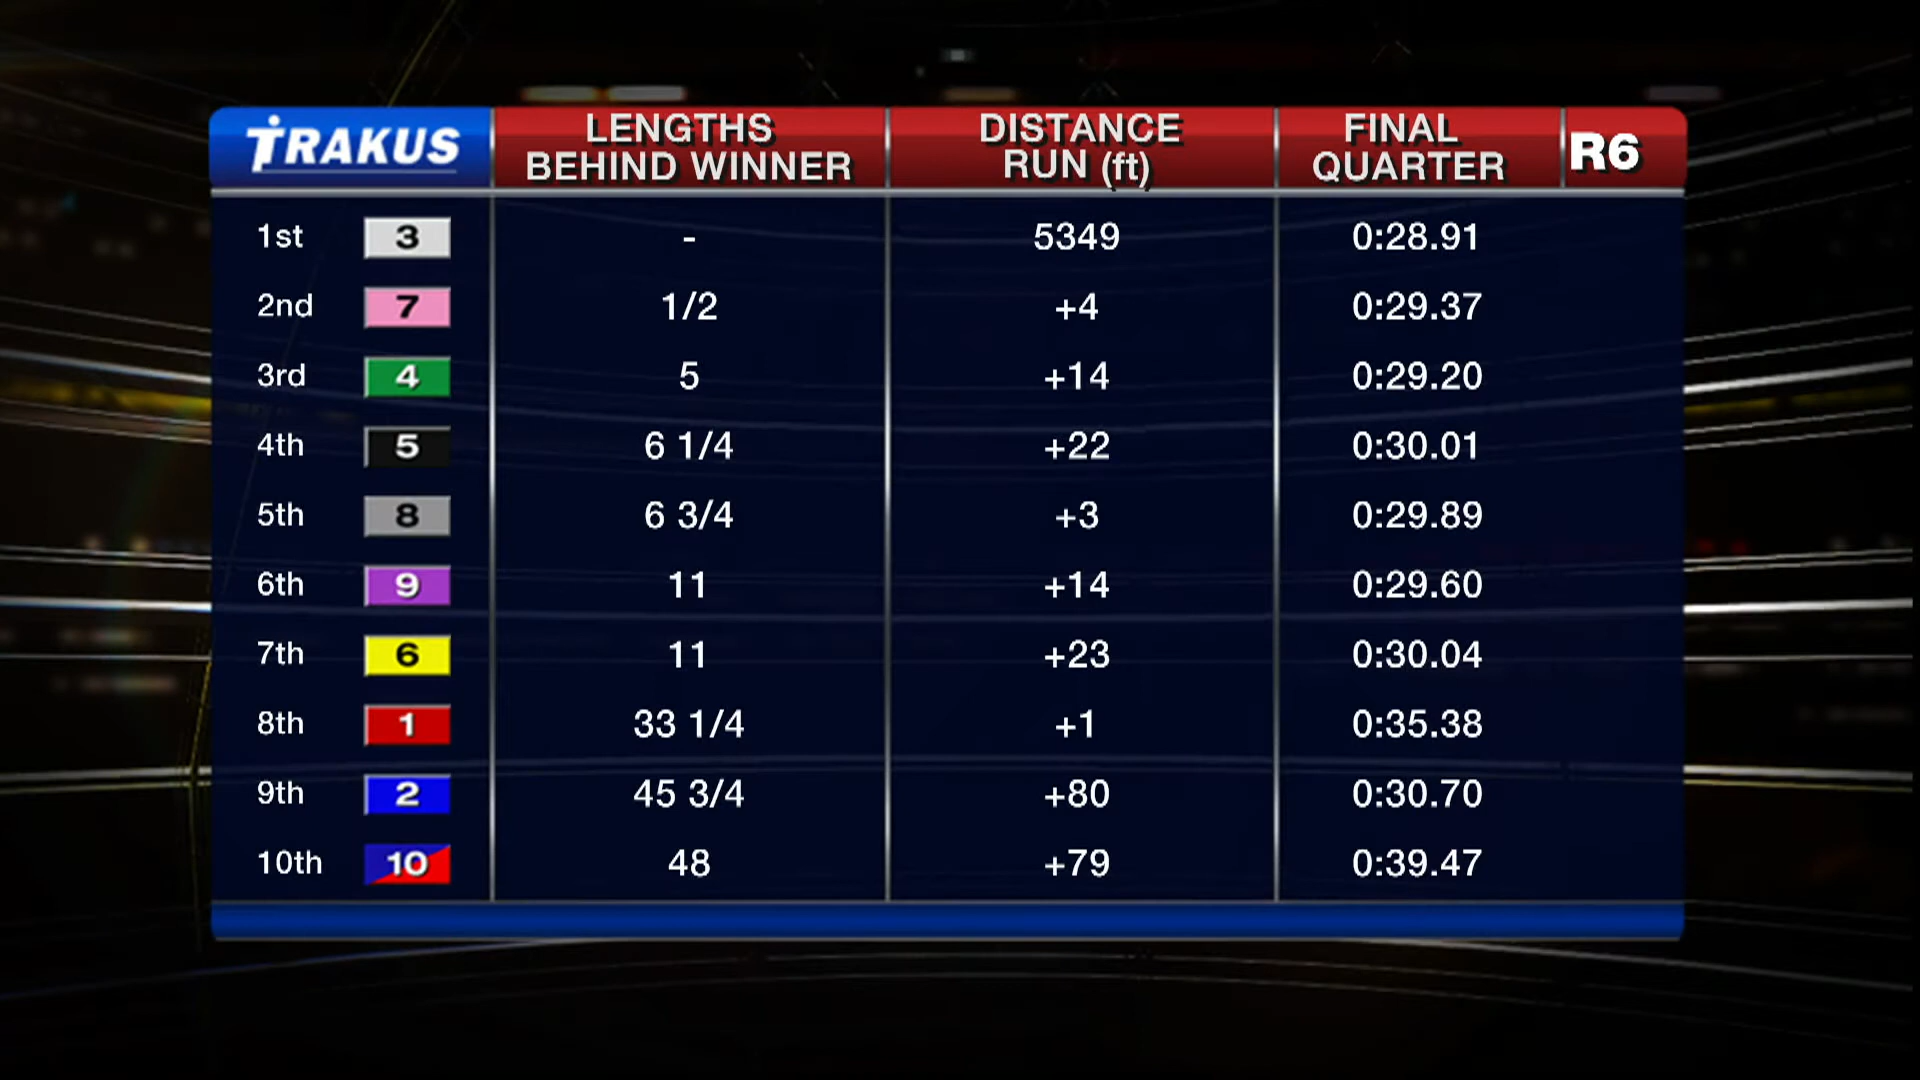 TRAKUS
LENGTHS BEHIND WINNER
DISTANCE RUN (ft)
FINAL QUARTER
R6
1st 3 - 5349 0:28.91
2nd 7 1/2 +4 0:29.37
3rd 4 5 +14 0:29.20
4th 5 6 1/4 +22 0:30.01
5th 8 6 3/4 +3 0:29.89
6th 9 11 +14 0:29.60
7th 6 11 +23 0:30.04
8th 1 33 1/4 +1 0:35.38
9th 2 45 3/4 +80 0:30.70
10th 10 48 +79 0:39.47